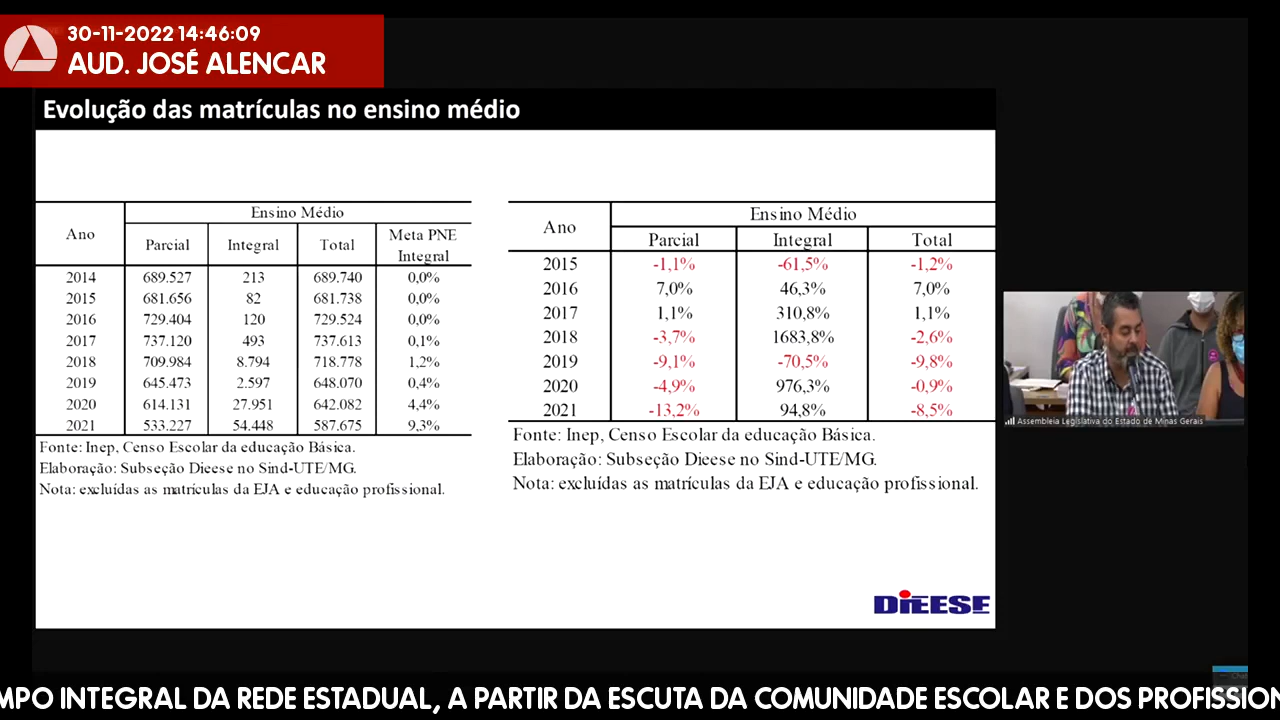 30-11-2022 14:46:09
AUD. JOSÉ ALENCAR
Evolução das matrículas no ensino médio
Ano Ensino Médio
Parcial Integral Total Meta PNE Integral
2014 689.527 213 689.740 0,0%
2015 681.656 82 681.738 0,0%
2016 729.404 120 729.524 0,0%
2017 737.120 493 737.613 0,1%
2018 709.984 8.794 718.778 1,2%
2019 645.473 2.597 648.070 0,4%
2020 614.131 27.951 642.082 4,4%
2021 533.227 54.448 587.675 9,3%
Fonte: Inep, Censo Escolar da educação Básica.
Elaboração: Subseção Dieese no Sind-UTE/MG.
Nota: excluídas as matrículas da EJA e educação profissional.
Ano Ensino Médio
Parcial Integral Total
2015 -1,1% -61,5% -1,2%
2016 7,0% 46,3% 7,0%
2017 1,1% 310,8% 1,1%
2018 -3,7% 1683,8% -2,6%
2019 -9,1% -70,5% -9,8%
2020 -4,9% 976,3% -0,9%
2021 -13,2% 94,8% -8,5%
Fonte: Inep, Censo Escolar da educação Básica.
Elaboração: Subseção Dieese no Sind-UTE/MG.
Nota: excluídas as matrículas da EJA e educação profissional.
Assembleia Legislativa do Estado de Minas Gerais
DIEESE
MPO INTEGRAL DA REDE ESTADUAL, A PARTIR DA ESCUTA DA COMUNIDADE ESCOLAR E DOS PROFISSION